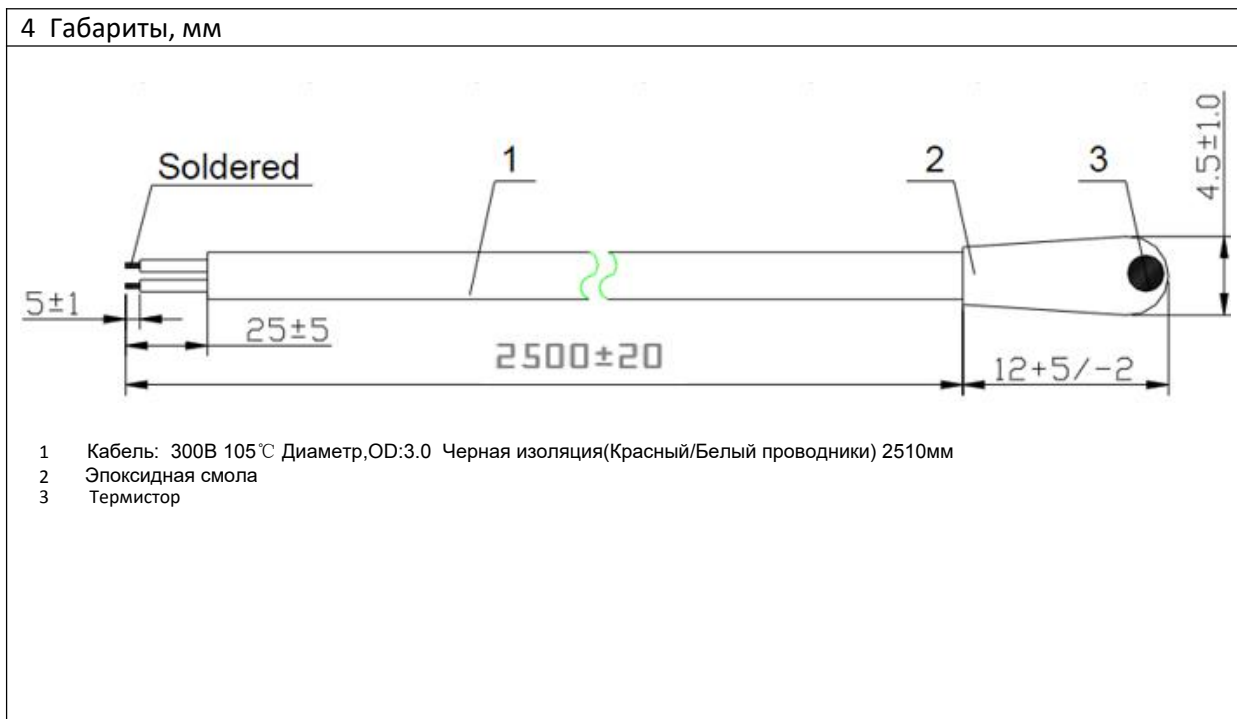 4 Габариты, мм
Soldered
1
2
3
4.5±1.0
5±1
25±5
2500±20
12+5/-2
1 Кабель: 300В 105℃ Диаметр,OD:3.0 Черная изоляция(Красный/Белый проводники) 2510мм
2 Эпоксидная смола
3 Термистор